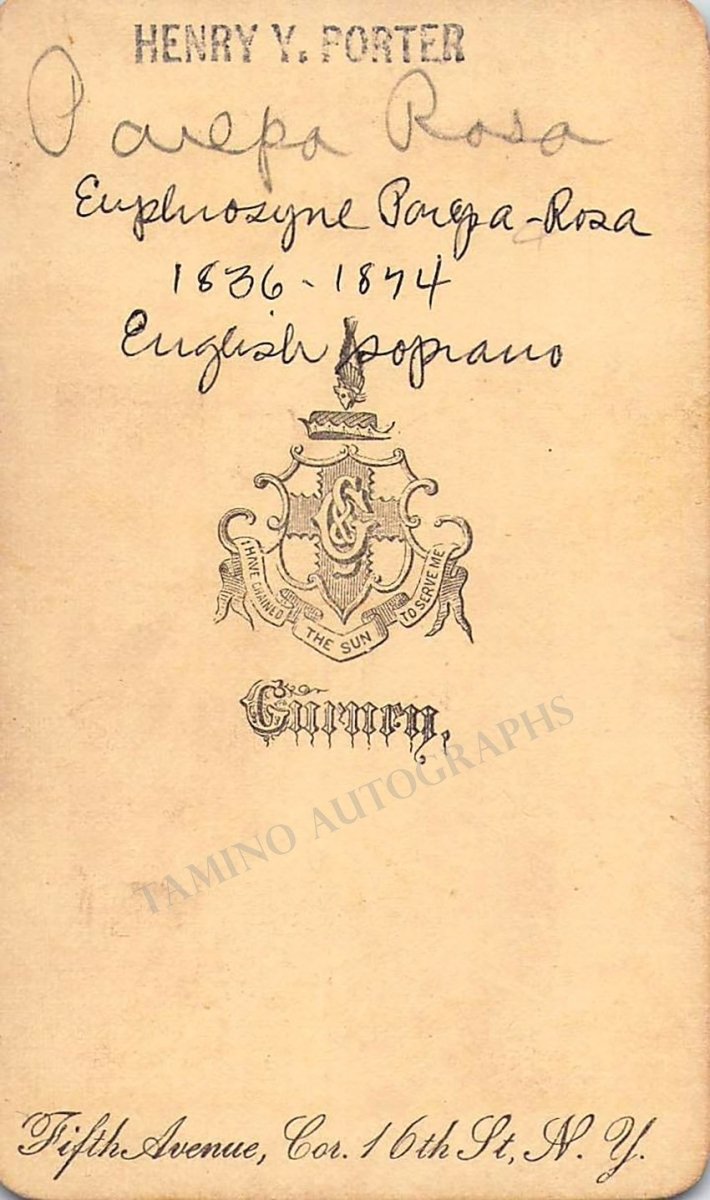 HENRY Y. PORTER
Parepa Rosa
Euphrosyne Parepa-Rosa
1836-1874
English soprano
G&S
I HAVE CHAINED THE SUN TO SERVE ME
Gurney,
TAMINO AUTOGRAPHS
Fifth Avenue, Cor. 16th St, N. Y.